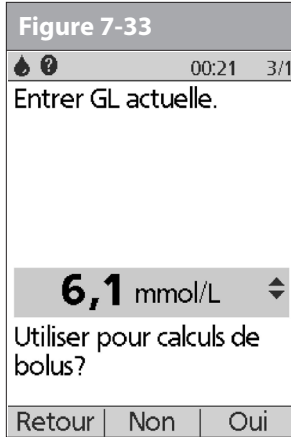 Figure 7-33
00:21 3/1
Entrer GL actuelle.
6,1 mmol/L
Utiliser pour calculs de
bolus?
Retour | Non | Oui